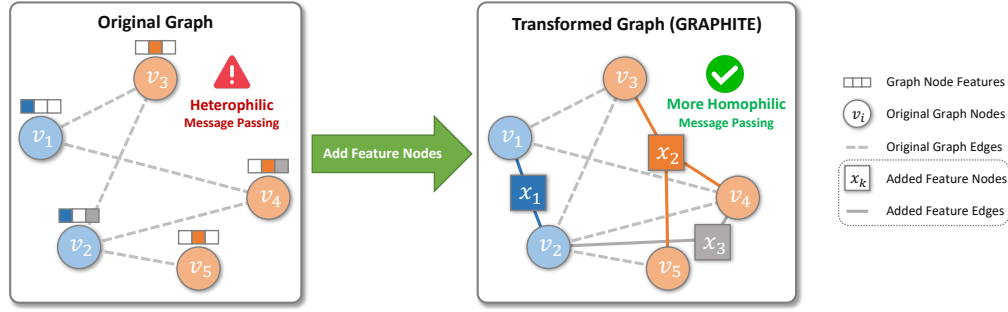 Original Graph
v3
v1
Heterophilic
Message Passing
v4
v2
v5
Add Feature Nodes
Transformed Graph (GRAPHITE)
v3
v1
More Homophilic
Message Passing
x2
x1
v4
v2
x3
v5
Graph Node Features
vi Original Graph Nodes
Original Graph Edges
xk Added Feature Nodes
Added Feature Edges